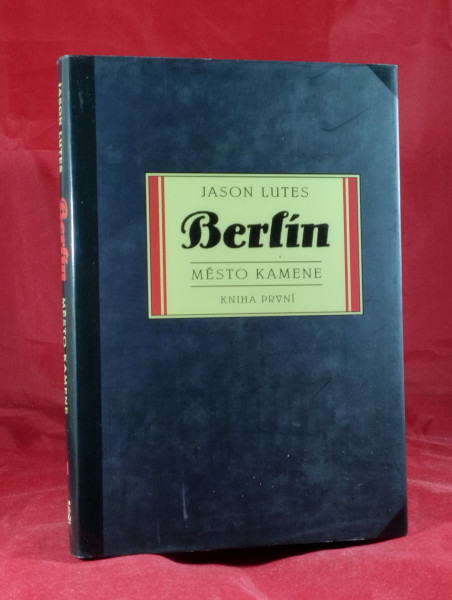 JASON LUTES
Berlín
MĚSTO KAMENE
KNIHA PRVNÍ
JASON LUTES Berlín MĚSTO KAMENE